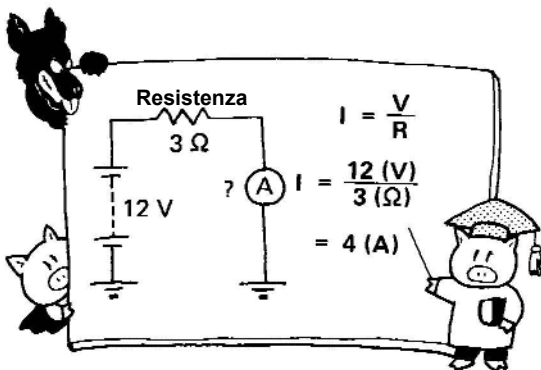 Resistenza
3 Ω
12 V
? A
I = V/R
I = 12 (V)/3 (Ω)
= 4 (A)